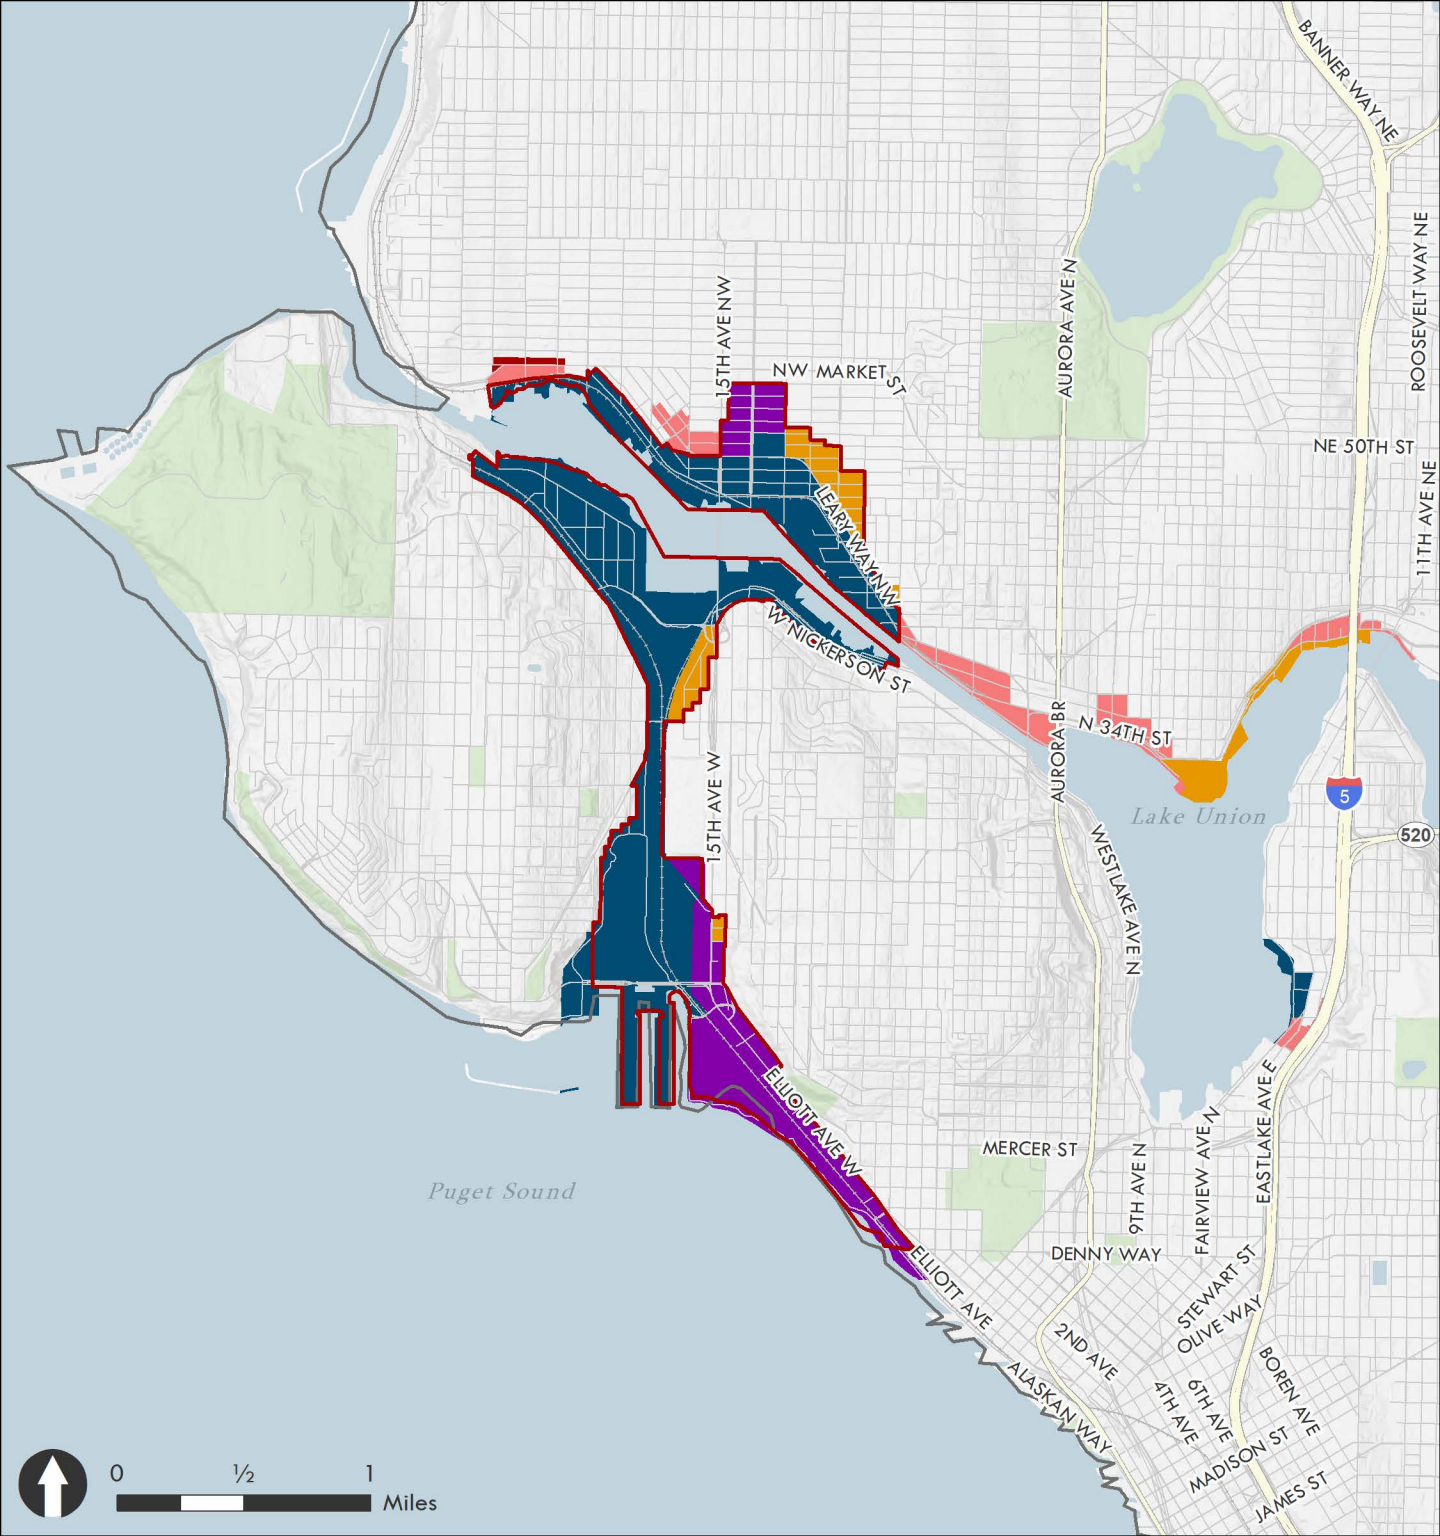 BANNER WAY NE
ROOSEVELT WAY NE
AURORA AVE N
15TH AVE NW
NW MARKET ST
NE 50TH ST
11TH AVE NE
LEARY WAY NW
W NICKERSON ST
N 34TH ST
AURORA BR
15TH AVE W
5
Lake Union
520
WESTLAKE AVE N
ELLIOTT AVE W
EASTLAKE AVE E
FAIRVIEW AVE N
MERCER ST
9TH AVE N
Puget Sound
DENNY WAY
ELLIOTT AVE
STEWART ST
OLIVE WAY
2ND AVE
BOREN AVE
ALASKAN WAY
4TH AVE
6TH AVE
MADISON ST
JAMES ST
0 ½ 1
Miles